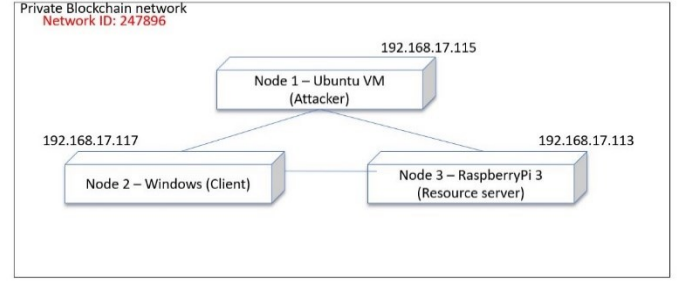 Private Blockchain network
Network ID: 247896
192.168.17.115
Node 1 – Ubuntu VM
(Attacker)
192.168.17.117
192.168.17.113
Node 2 – Windows (Client)
Node 3 – RaspberryPi 3
(Resource server)